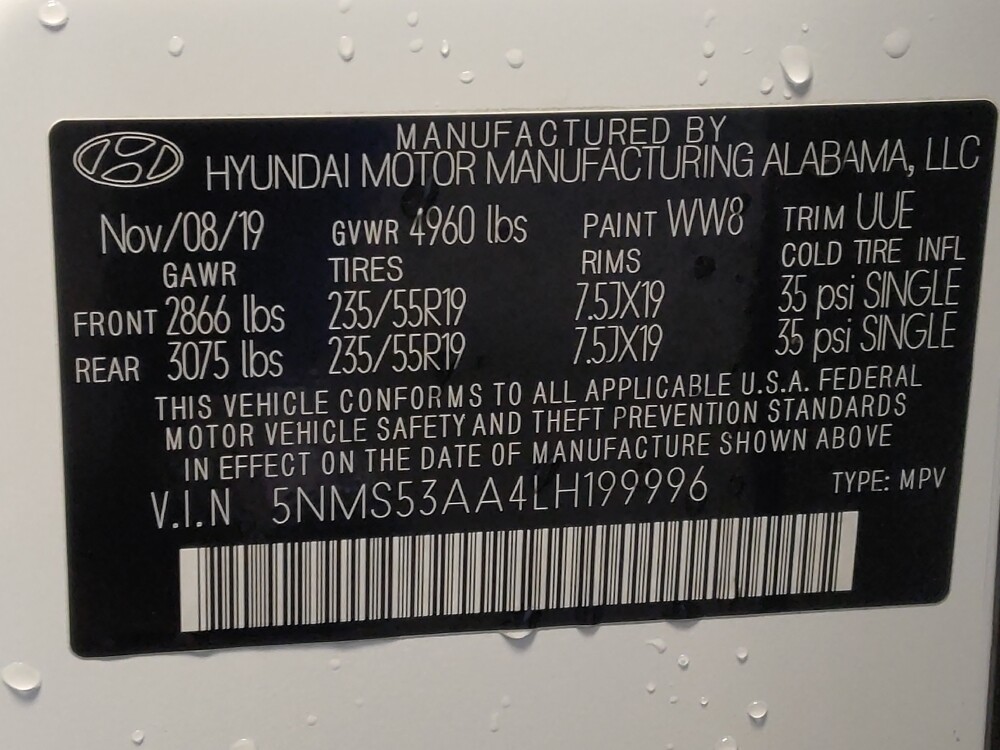 MANUFACTURED BY
HYUNDAI MOTOR MANUFACTURING ALABAMA, LLC
Nov/08/19 GVWR 4960 lbs PAINT WW8 TRIM UUE
GAWR TIRES RIMS COLD TIRE INFL
FRONT 2866 lbs 235/55R19 7.5JX19 35 psi SINGLE
REAR 3075 lbs 235/55R19 7.5JX19 35 psi SINGLE
THIS VEHICLE CONFORMS TO ALL APPLICABLE U.S.A. FEDERAL
MOTOR VEHICLE SAFETY AND THEFT PREVENTION STANDARDS
IN EFFECT ON THE DATE OF MANUFACTURE SHOWN ABOVE
V.I.N 5NMS53AA4LH199996 TYPE: MPV